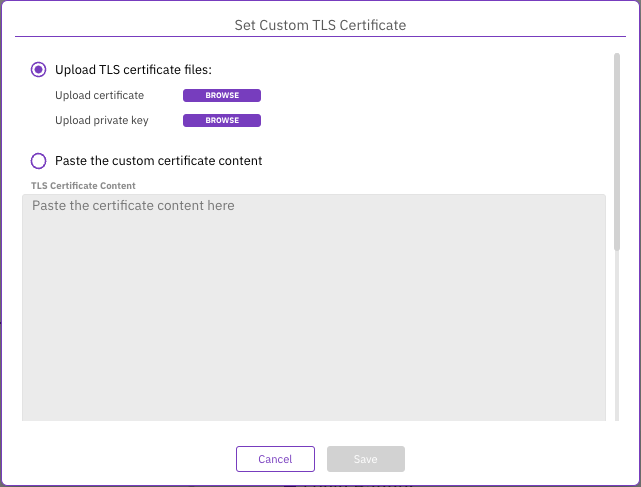 Set Custom TLS Certificate
Upload TLS certificate files:
Upload certificate BROWSE
Upload private key BROWSE
Paste the custom certificate content
TLS Certificate Content
Paste the certificate content here
Cancel Save